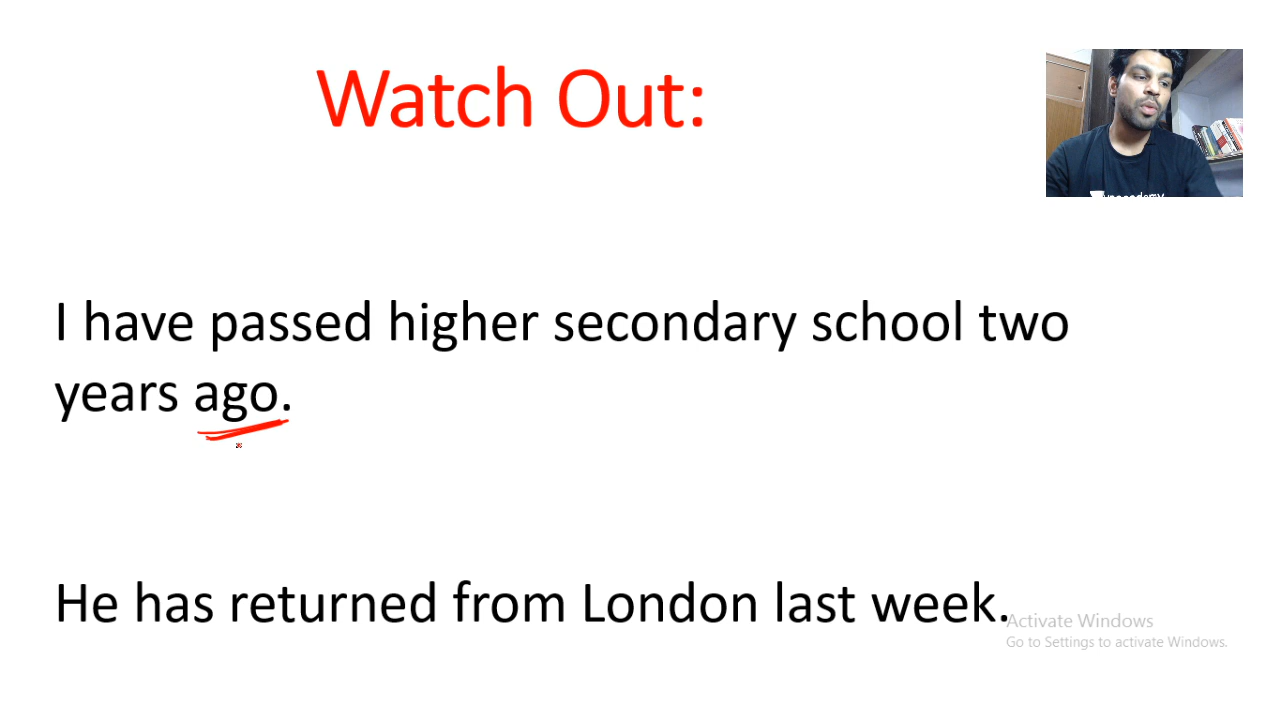 Watch Out:
I have passed higher secondary school two
years ago.
He has returned from London last week.
Activate Windows
Go to Settings to activate Windows.